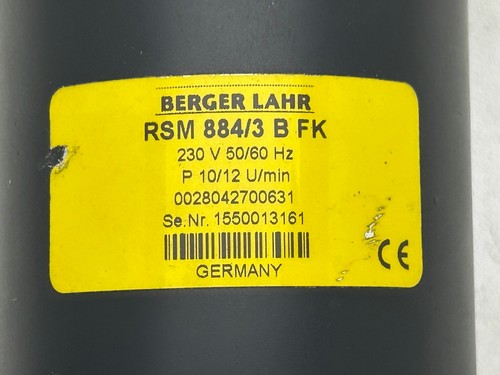 BERGER LAHR
RSM 884/3 B FK
230 V 50/60 Hz
P 10/12 U/min
0028042700631
Se.Nr. 1550013161
GERMANY
CE